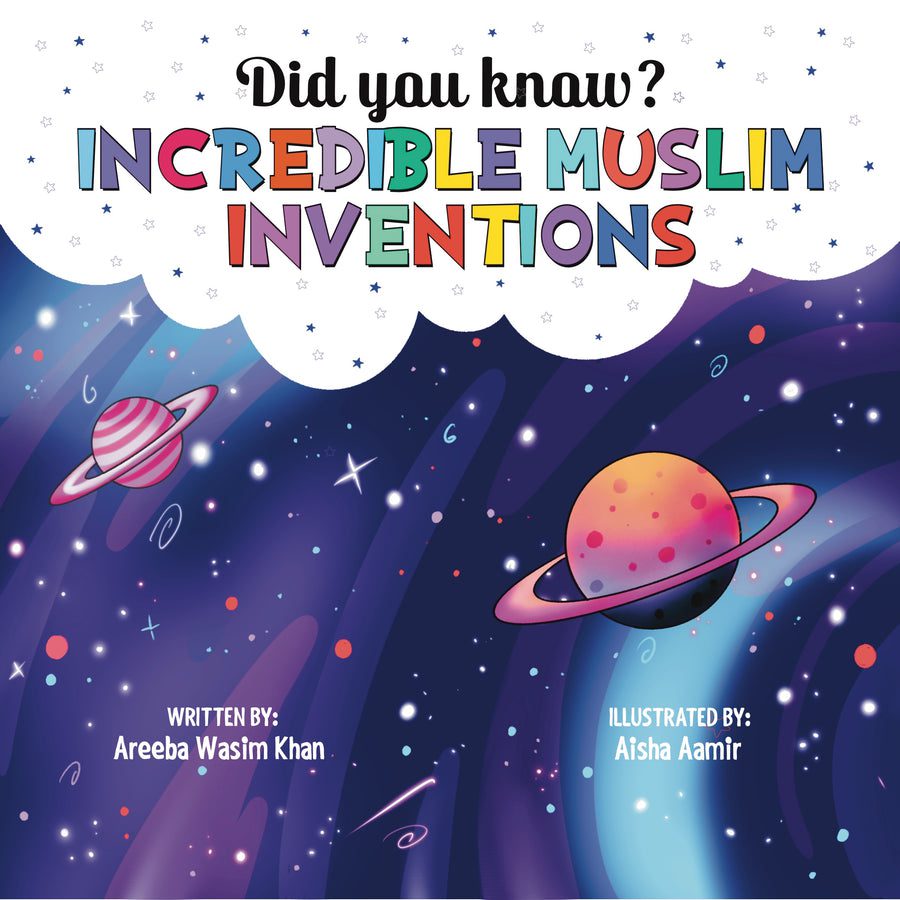 Did you know?
INCREDIBLE MUSLIM
INVENTIONS
WRITTEN BY:
Areeba Wasim Khan
ILLUSTRATED BY:
Aisha Aamir